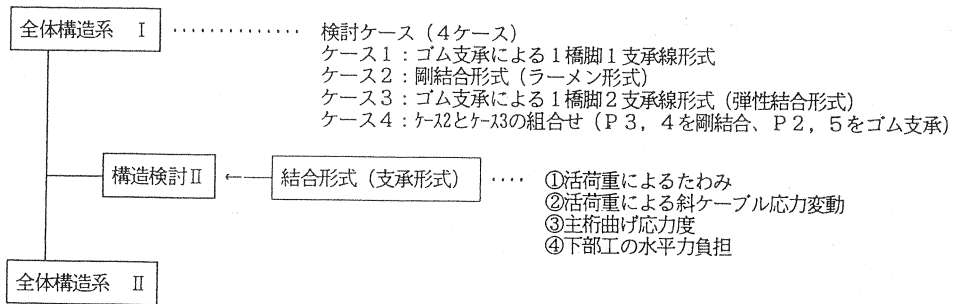 全体構造系　Ⅰ ・・・・・・・・・・・・・・ 検討ケース（４ケース）
ケース１：ゴム支承による１橋脚１支承線形式
ケース２：剛結合形式（ラーメン形式）
ケース３：ゴム支承による１橋脚２支承線形式（弾性結合形式）
ケース４：ｹｰｽ2とｹｰｽ3の組合せ（Ｐ３，４を剛結合、Ｐ２，５をゴム支承）
構造検討Ⅱ ← 結合形式（支承形式） ・・・・ ①活荷重によるたわみ
②活荷重による斜ケーブル応力変動
③主桁曲げ応力度
④下部工の水平力負担
全体構造系　Ⅱ